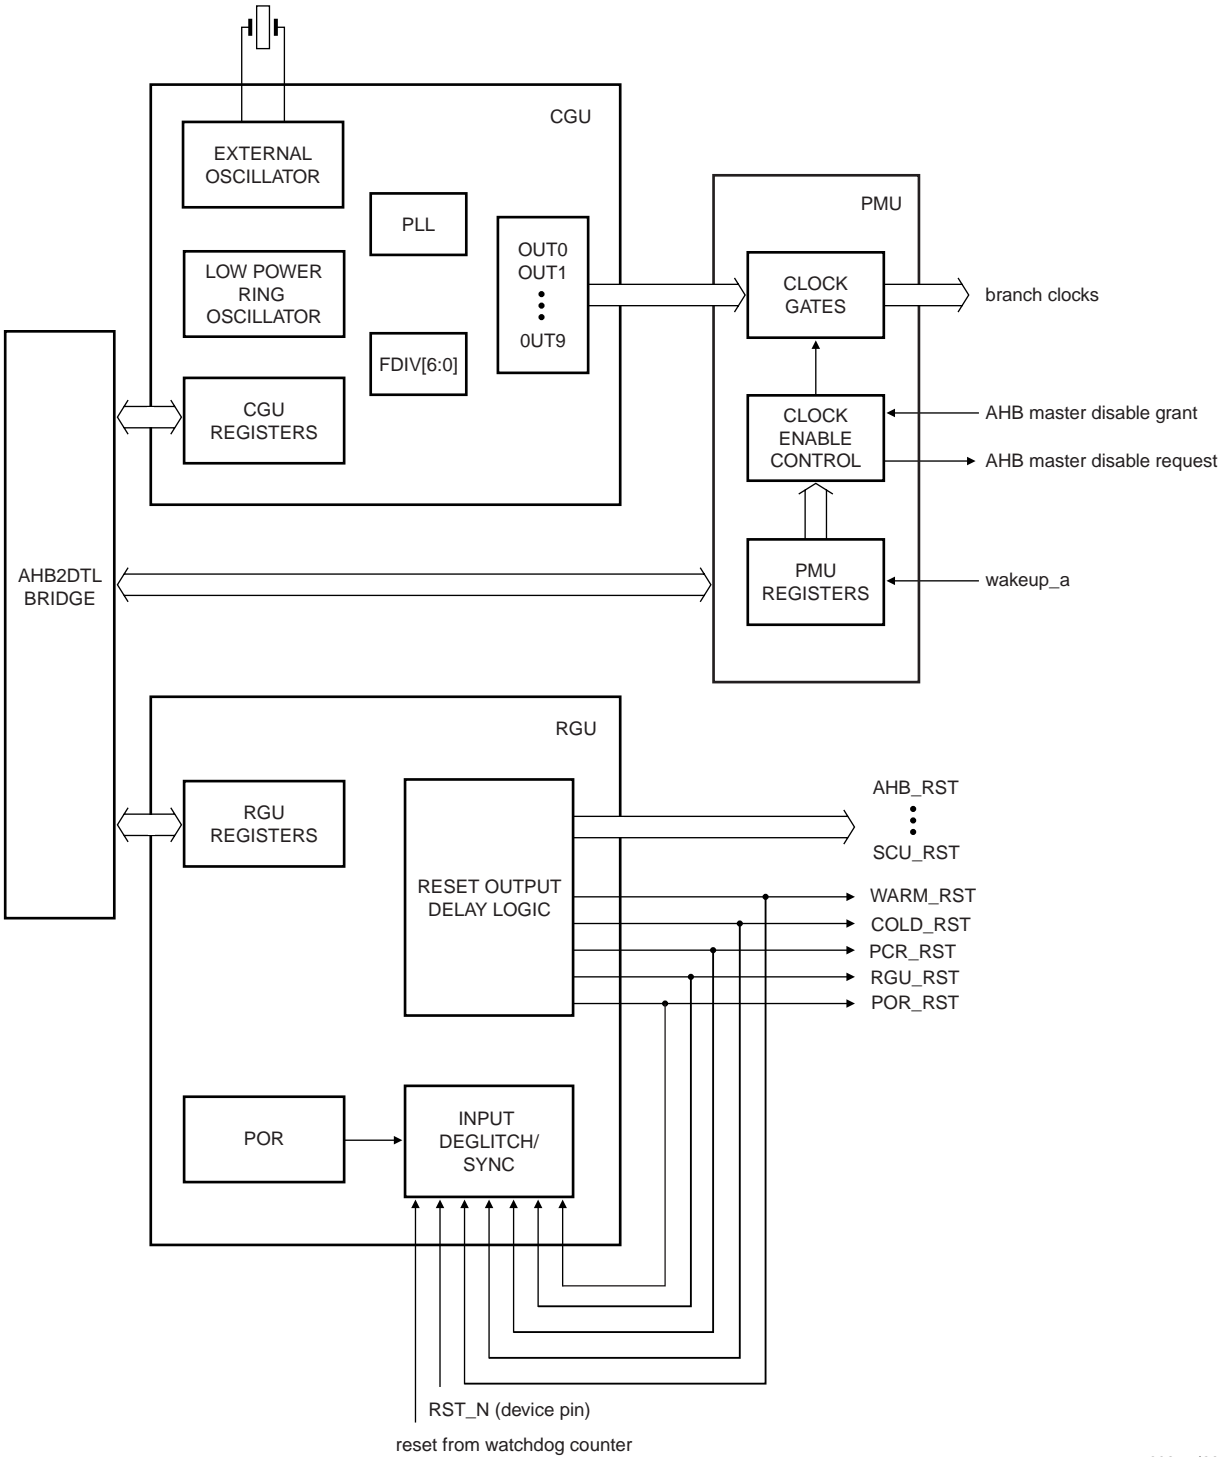 CGU
EXTERNAL
OSCILLATOR
PLL
LOW POWER
RING
OSCILLATOR
OUT0
OUT1
0UT9
FDIV[6:0]
CGU
REGISTERS
PMU
CLOCK
GATES
branch clocks
CLOCK
ENABLE
CONTROL
AHB master disable grant
AHB master disable request
PMU
REGISTERS
wakeup_a
AHB2DTL
BRIDGE
RGU
RGU
REGISTERS
RESET OUTPUT
DELAY LOGIC
AHB_RST
SCU_RST
WARM_RST
COLD_RST
PCR_RST
RGU_RST
POR_RST
POR
INPUT
DEGLITCH/
SYNC
RST_N (device pin)
reset from watchdog counter